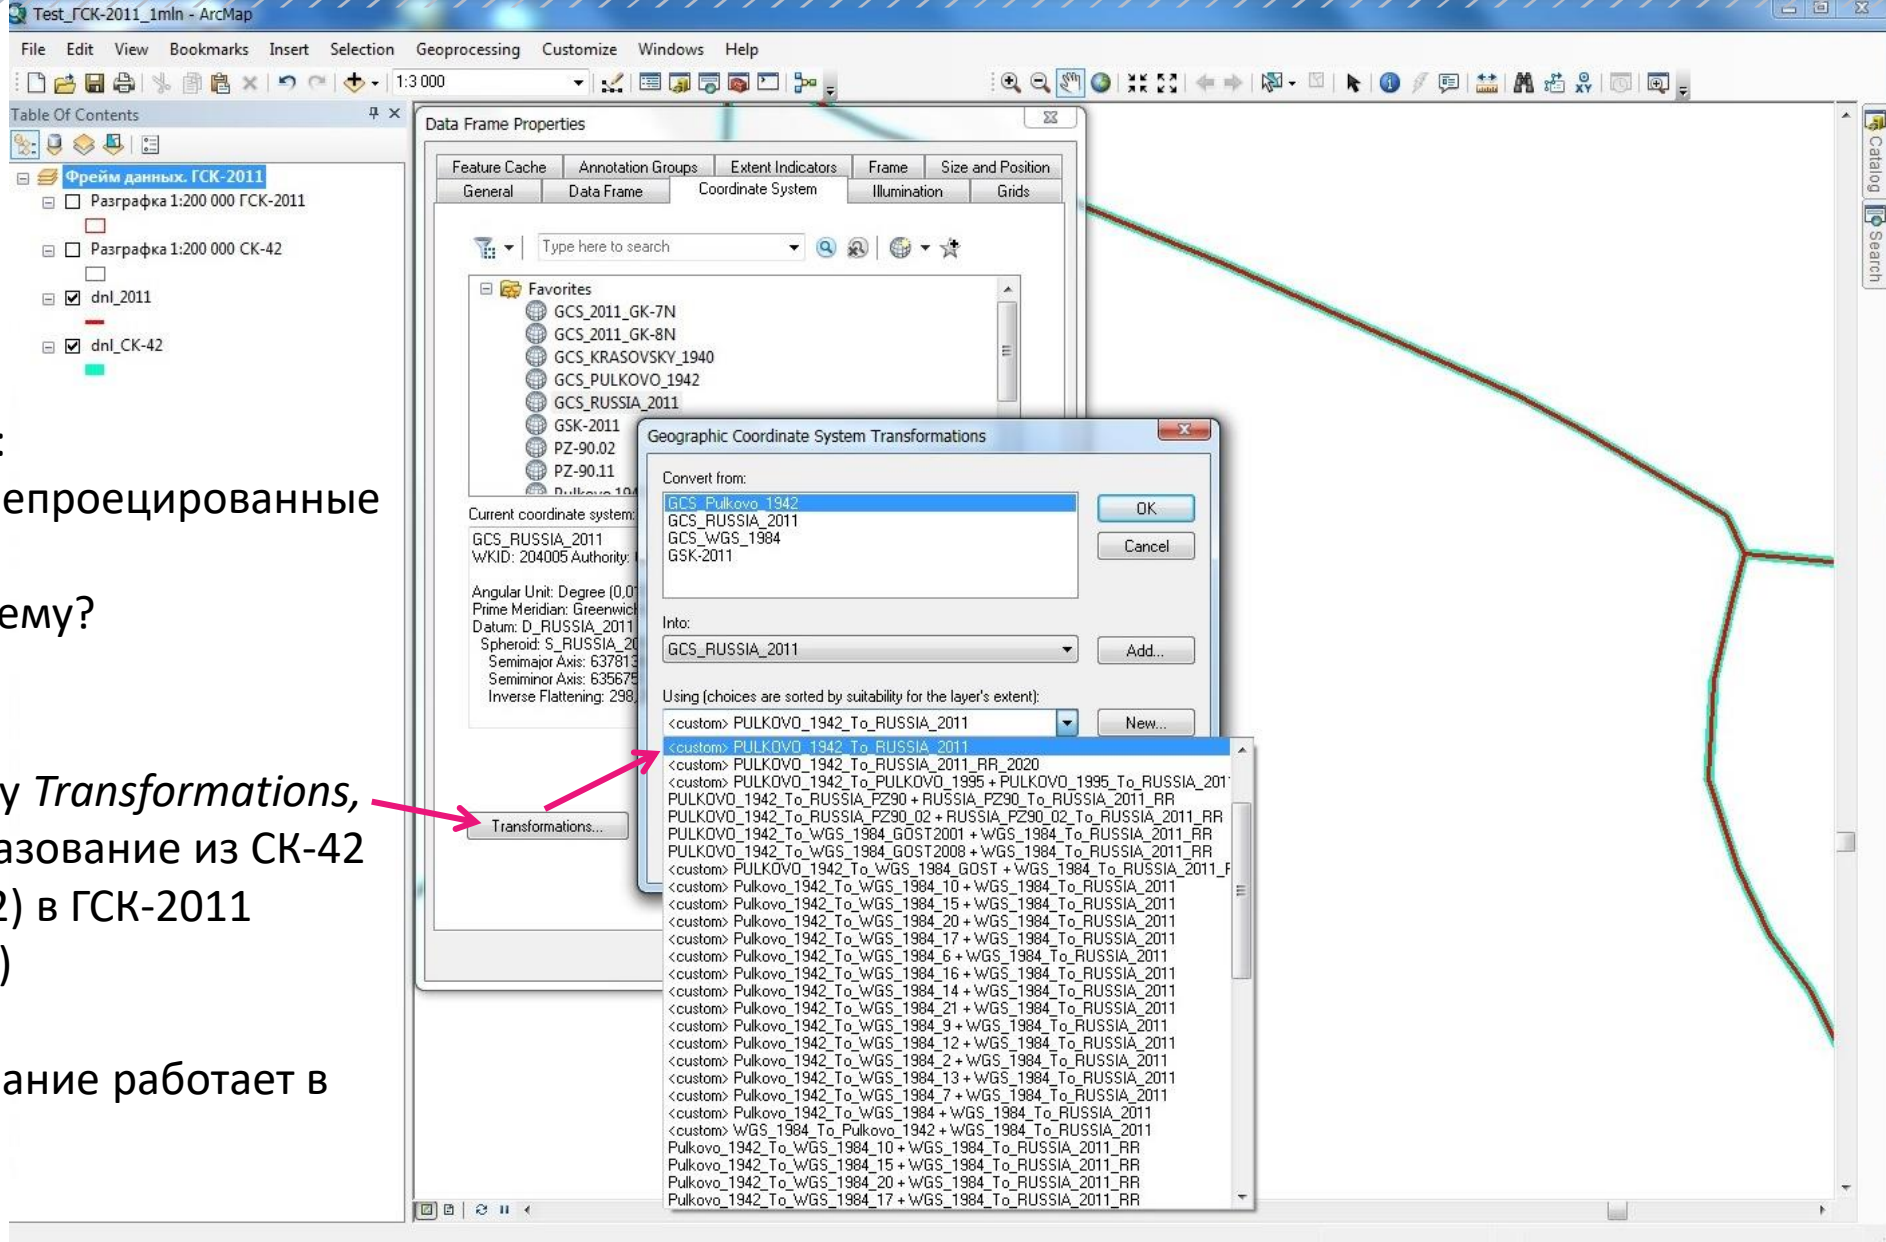 Test_ГСК-2011_1mln - ArcMap
File Edit View Bookmarks Insert Selection Geoprocessing Customize Windows Help
1:3 000
Table Of Contents
Фрейм данных. ГСК-2011
Разграфка 1:200 000 ГСК-2011
Разграфка 1:200 000 СК-42
dnl_2011
dnl_СК-42
:
епроецированные
ему?
у Transformations,
азование из СК-42
2) в ГСК-2011
)
ание работает в
Data Frame Properties
Feature Cache Annotation Groups Extent Indicators Frame Size and Position
General Data Frame Coordinate System Illumination Grids
Type here to search
Favorites
GCS_2011_GK-7N
GCS_2011_GK-8N
GCS_KRASOVSKY_1940
GCS_PULKOVO_1942
GCS_RUSSIA_2011
GSK-2011
PZ-90.02
PZ-90.11
Current coordinate system:
GCS_RUSSIA_2011
WKID: 204005 Authority:
Angular Unit: Degree (0,0
Prime Meridian: Greenwich
Datum: D_RUSSIA_2011
Spheroid: S_RUSSIA_20
Semimajor Axis: 63781
Semiminor Axis: 635675
Inverse Flattening: 298,
Transformations...
Geographic Coordinate System Transformations
Convert from:
GCS_Pulkovo_1942
GCS_RUSSIA_2011
GCS_WGS_1984
GSK-2011
OK
Cancel
Into:
GCS_RUSSIA_2011
Add...
Using (choices are sorted by suitability for the layer's extent):
<custom> PULKOVO_1942_To_RUSSIA_2011
New...
<custom> PULKOVO_1942_To_RUSSIA_2011
<custom> PULKOVO_1942_To_RUSSIA_2011_RR_2020
<custom> PULKOVO_1942_To_PULKOVO_1995 + PULKOVO_1995_To_RUSSIA_201
PULKOVO_1942_To_RUSSIA_PZ90 + RUSSIA_PZ90_To_RUSSIA_2011_RR
PULKOVO_1942_To_RUSSIA_PZ90_02 + RUSSIA_PZ90_02_To_RUSSIA_2011_RR
PULKOVO_1942_To_WGS_1984_GOST2001 + WGS_1984_To_RUSSIA_2011_RR
PULKOVO_1942_To_WGS_1984_GOST2008 + WGS_1984_To_RUSSIA_2011_RR
<custom> PULKOVO_1942_To_WGS_1984_GOST + WGS_1984_To_RUSSIA_2011_F
<custom> Pulkovo_1942_To_WGS_1984_10 + WGS_1984_To_RUSSIA_2011
<custom> Pulkovo_1942_To_WGS_1984_15 + WGS_1984_To_RUSSIA_2011
<custom> Pulkovo_1942_To_WGS_1984_20 + WGS_1984_To_RUSSIA_2011
<custom> Pulkovo_1942_To_WGS_1984_17 + WGS_1984_To_RUSSIA_2011
<custom> Pulkovo_1942_To_WGS_1984_6 + WGS_1984_To_RUSSIA_2011
<custom> Pulkovo_1942_To_WGS_1984_16 + WGS_1984_To_RUSSIA_2011
<custom> Pulkovo_1942_To_WGS_1984_14 + WGS_1984_To_RUSSIA_2011
<custom> Pulkovo_1942_To_WGS_1984_21 + WGS_1984_To_RUSSIA_2011
<custom> Pulkovo_1942_To_WGS_1984_9 + WGS_1984_To_RUSSIA_2011
<custom> Pulkovo_1942_To_WGS_1984_12 + WGS_1984_To_RUSSIA_2011
<custom> Pulkovo_1942_To_WGS_1984_2 + WGS_1984_To_RUSSIA_2011
<custom> Pulkovo_1942_To_WGS_1984_13 + WGS_1984_To_RUSSIA_2011
<custom> Pulkovo_1942_To_WGS_1984_7 + WGS_1984_To_RUSSIA_2011
<custom> Pulkovo_1942_To_WGS_1984 + WGS_1984_To_RUSSIA_2011
<custom> WGS_1984_To_Pulkovo_1942 + WGS_1984_To_RUSSIA_2011
Pulkovo_1942_To_WGS_1984_10 + WGS_1984_To_RUSSIA_2011_RR
Pulkovo_1942_To_WGS_1984_15 + WGS_1984_To_RUSSIA_2011_RR
Pulkovo_1942_To_WGS_1984_20 + WGS_1984_To_RUSSIA_2011_RR
Pulkovo_1942_To_WGS_1984_17 + WGS_1984_To_RUSSIA_2011_RR
Catalog
Search